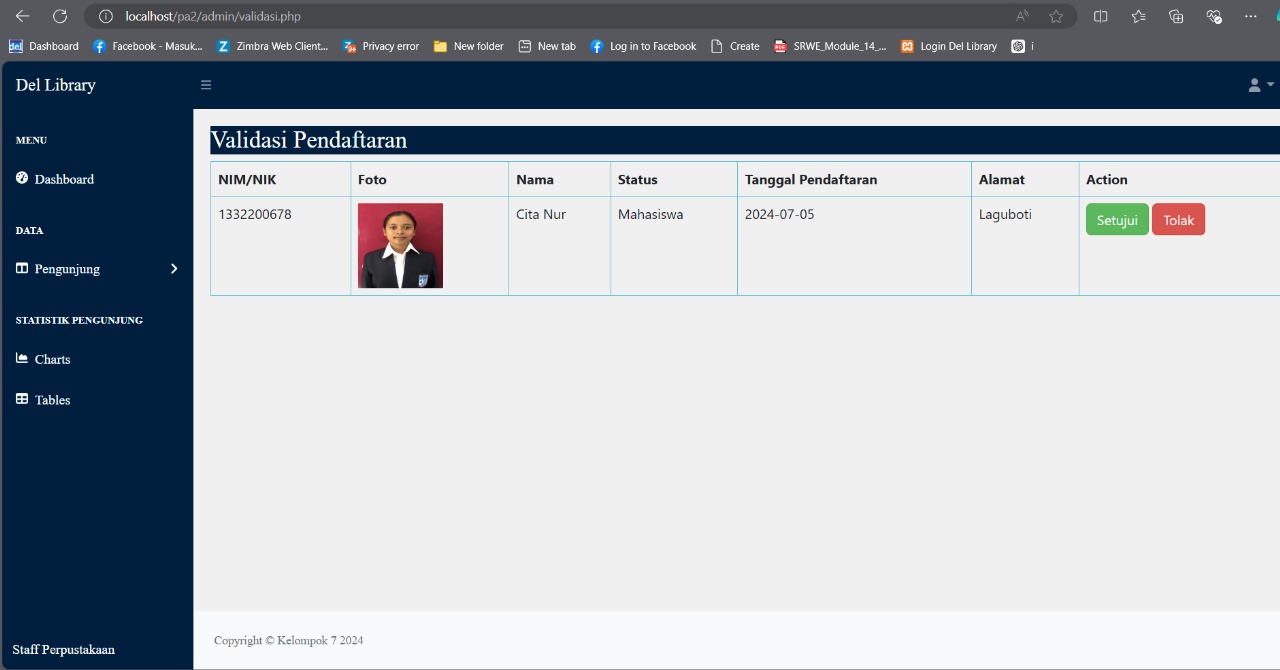 localhost/pa2/admin/validasi.php
Dashboard Facebook - Masuk... Zimbra Web Client... Privacy error New folder New tab Log in to Facebook Create SRWE_Module_14_... Login Del Library i
Del Library
MENU
Dashboard
DATA
Pengunjung
STATISTIK PENGUNJUNG
Charts
Tables
Staff Perpustakaan
Validasi Pendaftaran
NIM/NIK Foto Nama Status Tanggal Pendaftaran Alamat Action
1332200678 Cita Nur Mahasiswa 2024-07-05 Laguboti Setujui Tolak
Copyright © Kelompok 7 2024